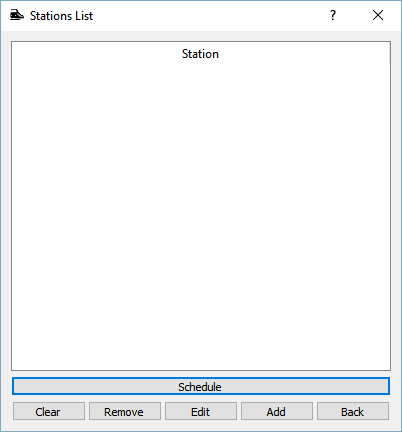 Stations List ?
Station
Schedule
Clear Remove Edit Add Back